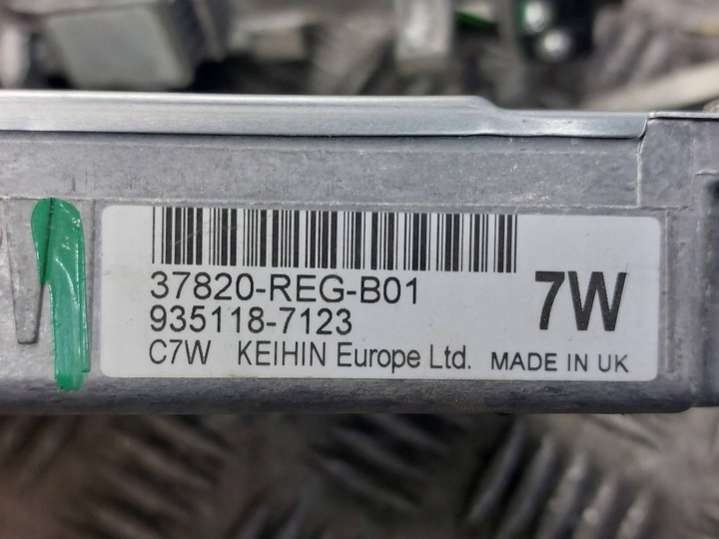 37820-REG-B01
935118-7123
7W
C7W KEIHIN Europe Ltd. MADE IN UK